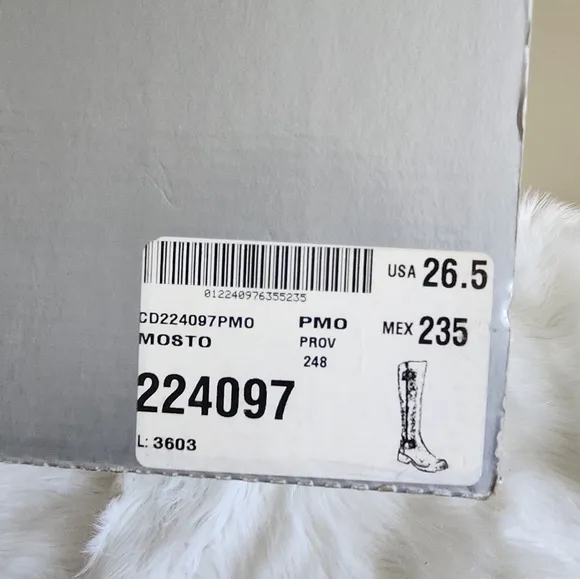 USA 26.5
012240976355235
CD224097PMO PMO MEX 235
MOSTO PROV
248
224097
L: 3603